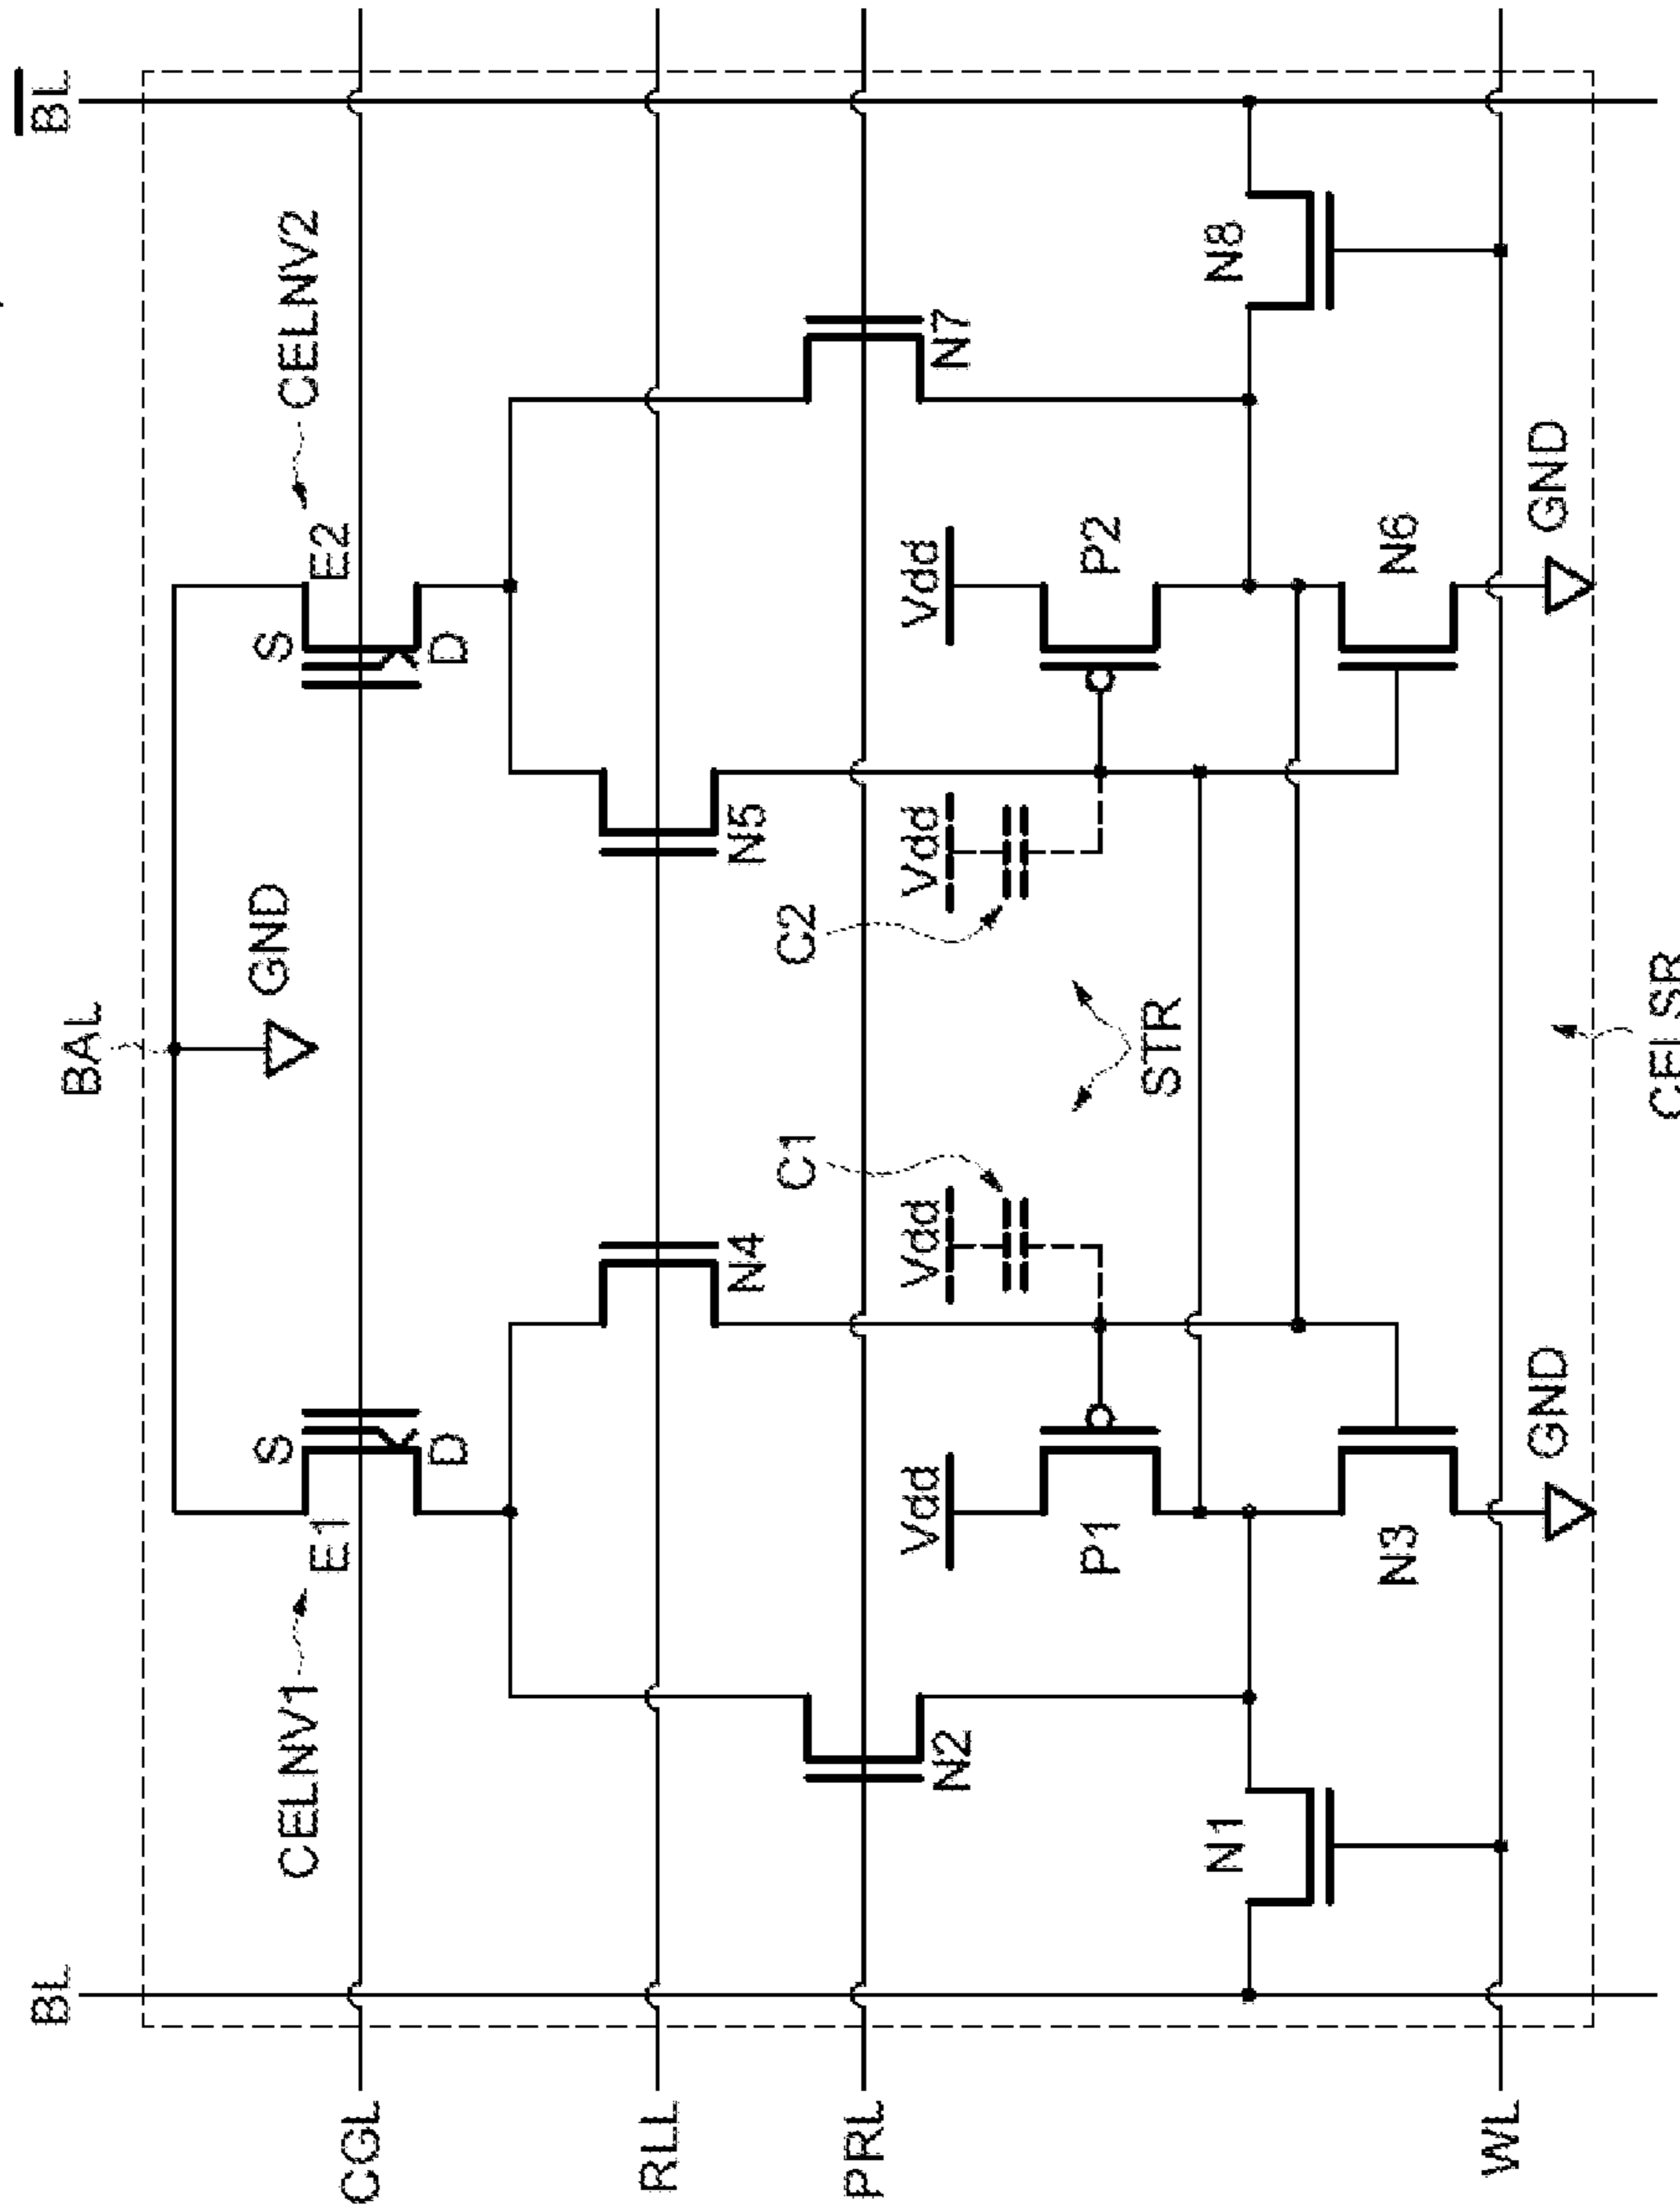 BL
B̅L̅
BAL
S
GND
S
CELNV1
CELNV2
E1
E2
CGL
D
D
RLL
N4
N5
C1
C2
PRL
Vdd
Vdd
Vdd
Vdd
N2
N7
P1
P2
STR
N1
N8
N3
N6
WL
GND
GND
CELSR